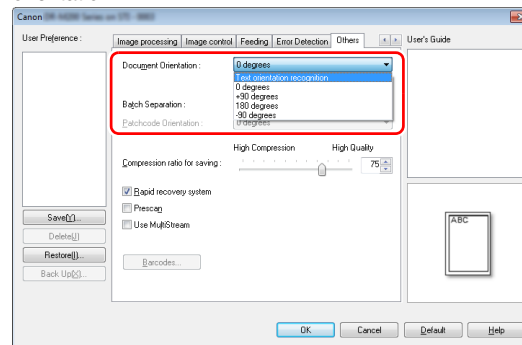 Canon
User Preference :
Image processing Image control Feeding Error Detection Others
User's Guide
Document Orientation : 0 degrees
Text orientation recognition
0 degrees
+90 degrees
Batch Separation : 180 degrees
-90 degrees
Patchcode Orientation : 0 degrees
High Compression High Quality
Compression ratio for saving : 75
Rapid recovery system
Prescan
Use MultiStream
Save(Y)...
Delete(J)
Restore(I)...
Back Up(X)...
Barcodes...
ABC
OK Cancel Default Help